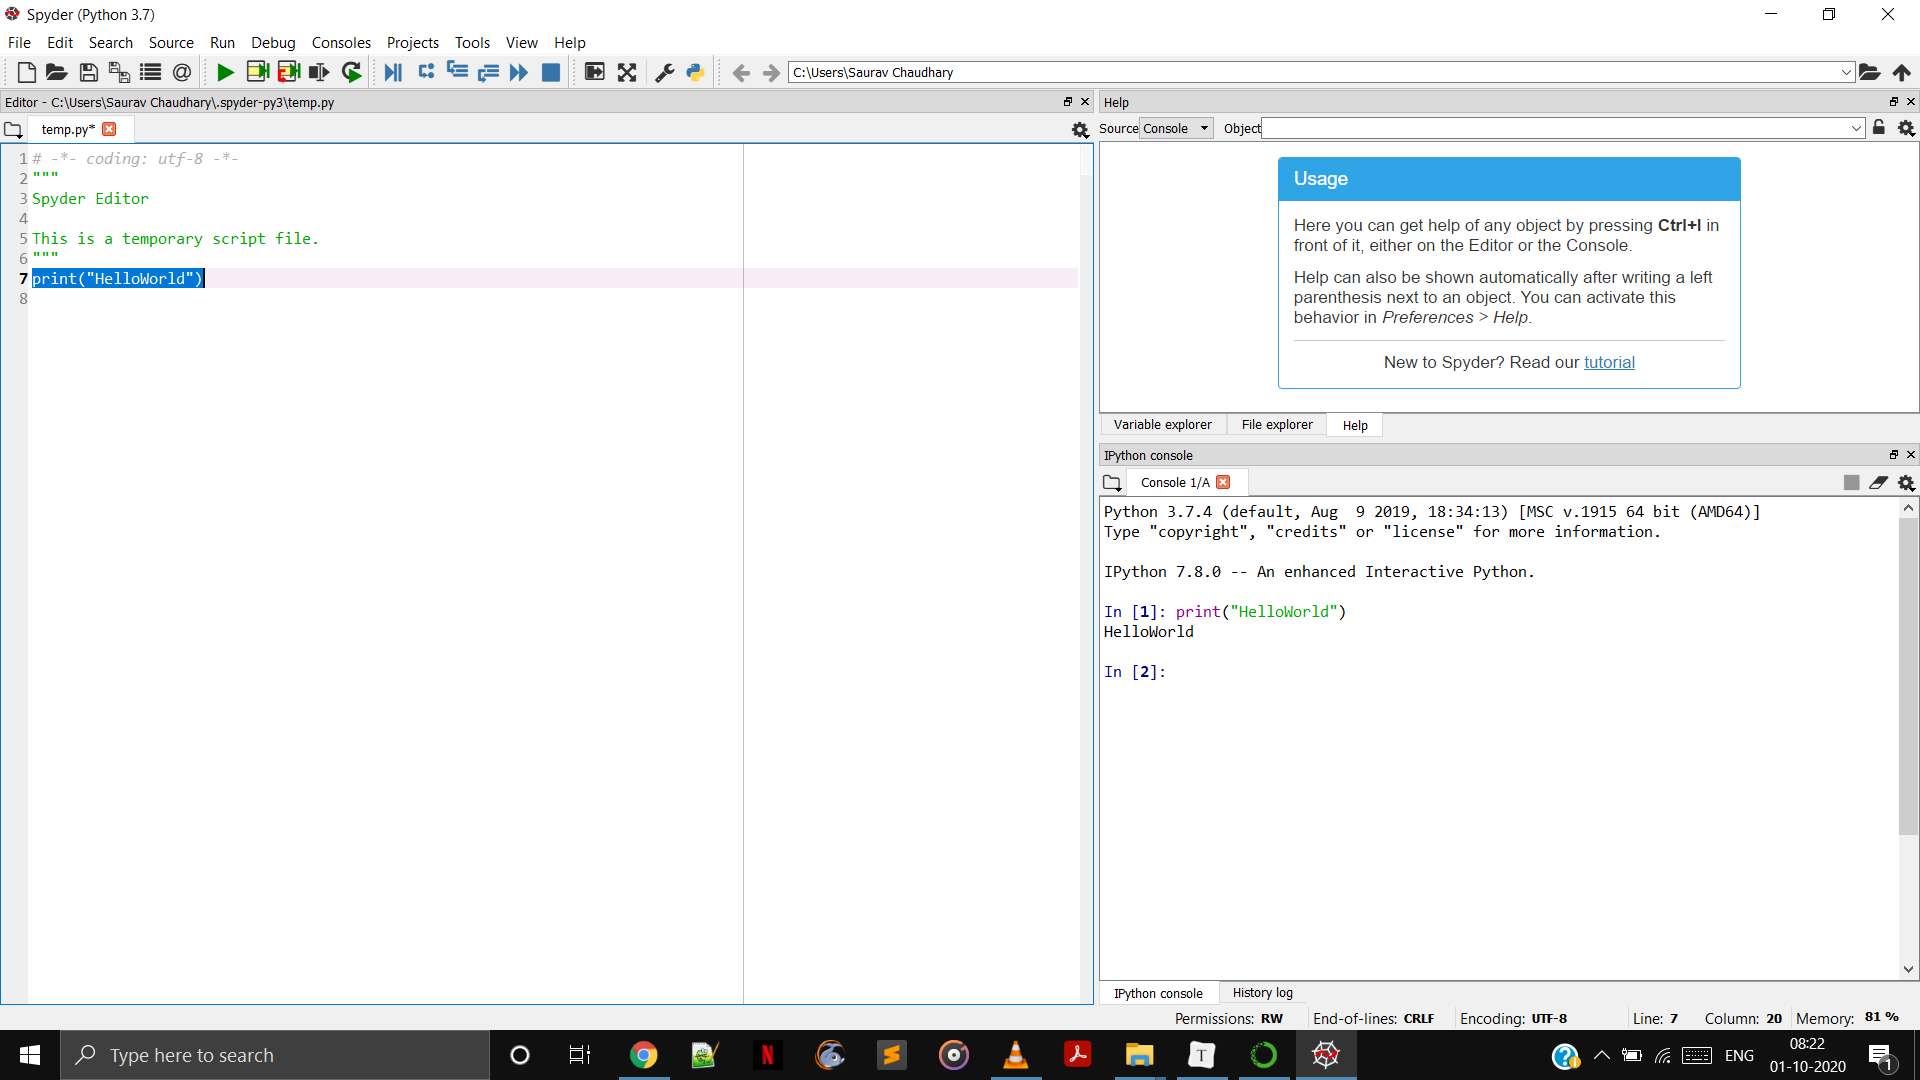 Spyder (Python 3.7)
File Edit Search Source Run Debug Consoles Projects Tools View Help
C:\Users\Saurav Chaudhary
Editor - C:\Users\Saurav Chaudhary\.spyder-py3\temp.py
temp.py*
1 # -*- coding: utf-8 -*-
2 """
3 Spyder Editor
4
5 This is a temporary script file.
6 """
7 print("HelloWorld")
8
Help
Source Console Object
Usage
Here you can get help of any object by pressing Ctrl+I in
front of it, either on the Editor or the Console.
Help can also be shown automatically after writing a left
parenthesis next to an object. You can activate this
behavior in Preferences > Help.
New to Spyder? Read our tutorial
Variable explorer File explorer Help
IPython console
Console 1/A
Python 3.7.4 (default, Aug  9 2019, 18:34:13) [MSC v.1915 64 bit (AMD64)]
Type "copyright", "credits" or "license" for more information.
IPython 7.8.0 -- An enhanced Interactive Python.
In [1]: print("HelloWorld")
HelloWorld
In [2]:
IPython console History log
Permissions: RW End-of-lines: CRLF Encoding: UTF-8 Line: 7 Column: 20 Memory: 81 %
Type here to search
N
S
T
ENG
08:22
01-10-2020
1